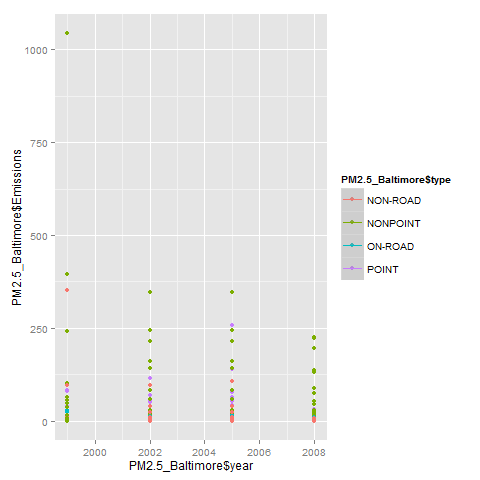 1000
750
500
250
0
PM2.5_Baltimore$Emissions
2000
2002
2004
2006
2008
PM2.5_Baltimore$year
PM2.5_Baltimore$type
NON-ROAD
NONPOINT
ON-ROAD
POINT